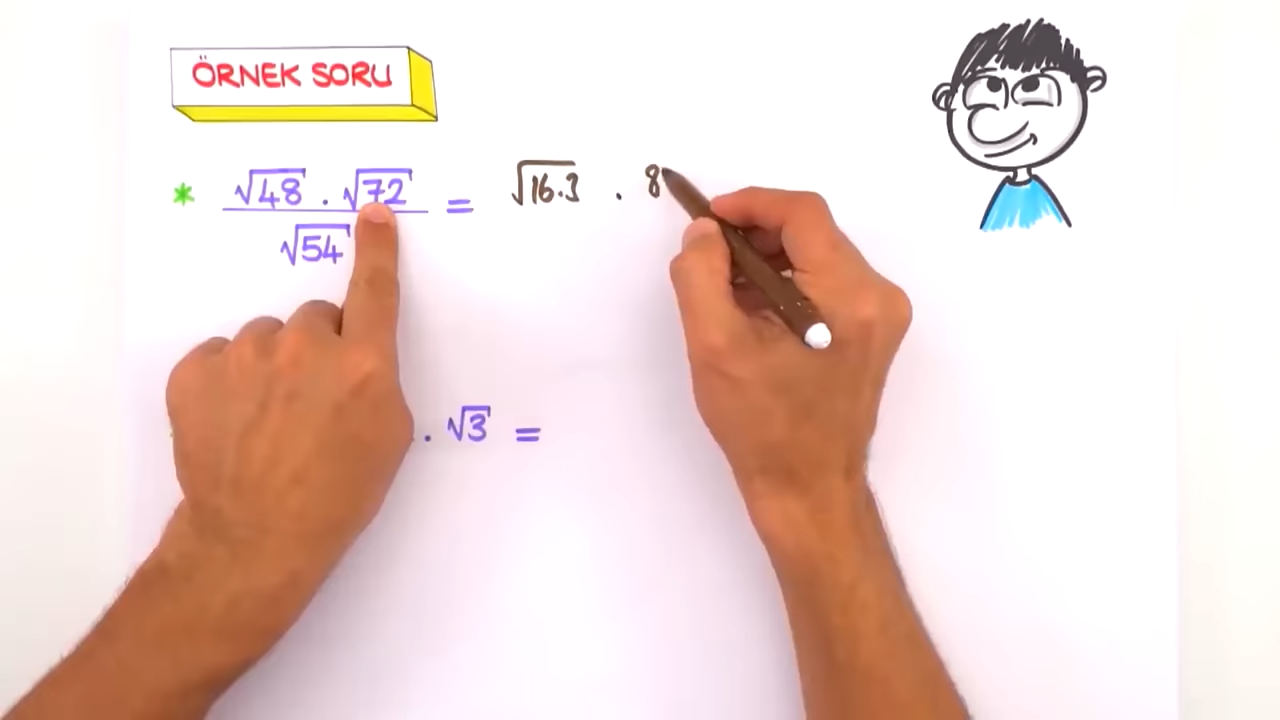 ÖRNEK SORU
* √48 . √72 / √54 = √16.3 . 8
. √3 =